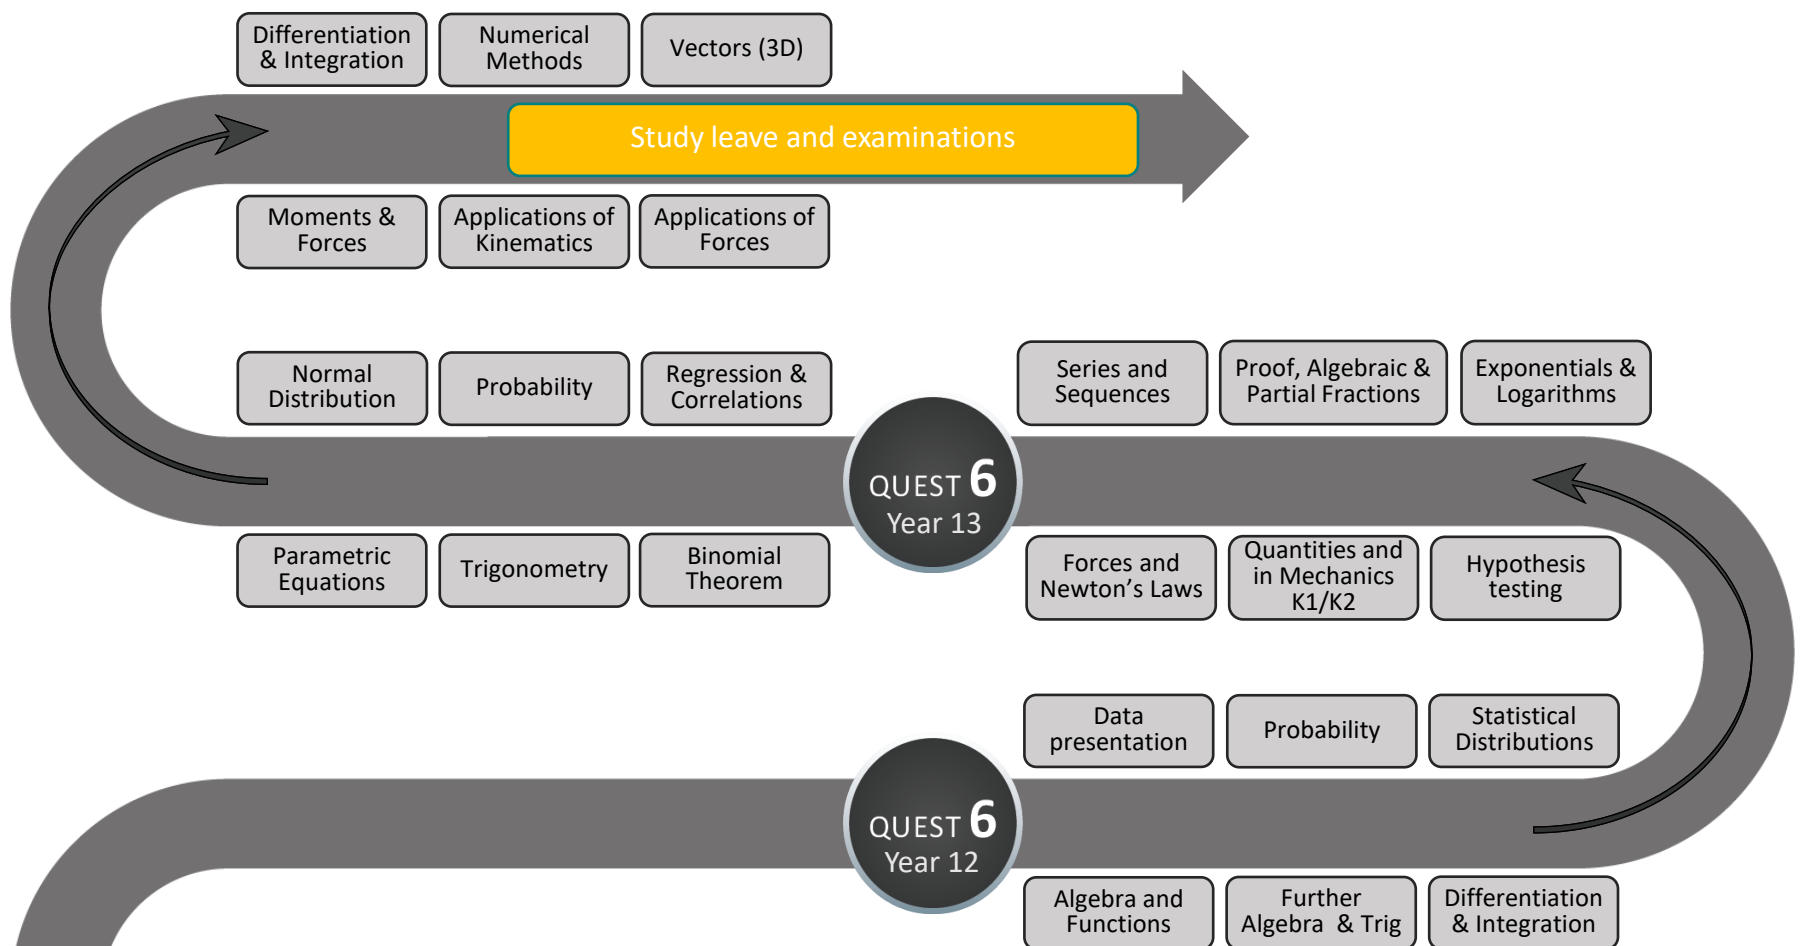 Differentiation
& Integration
Numerical
Methods
Vectors (3D)
Study leave and examinations
Moments &
Forces
Applications of
Kinematics
Applications of
Forces
Normal
Distribution
Probability
Regression &
Correlations
Series and
Sequences
Proof, Algebraic &
Partial Fractions
Exponentials &
Logarithms
QUEST 6
Year 13
Parametric
Equations
Trigonometry
Binomial
Theorem
Forces and
Newton’s Laws
Quantities and
in Mechanics
K1/K2
Hypothesis
testing
Data
presentation
Probability
Statistical
Distributions
QUEST 6
Year 12
Algebra and
Functions
Further
Algebra & Trig
Differentiation
& Integration